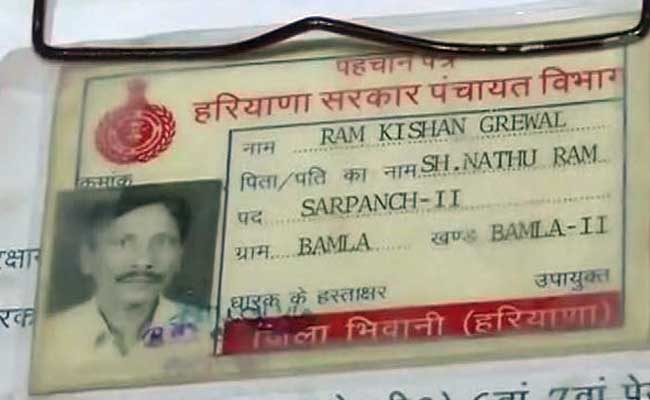 पहचान पत्र
हरियाणा सरकार पंचायत विभाग
नाम RAM KISHAN GREWAL
क्रमांक
पिता/पति का नाम SH.NATHU RAM
पद SARPANCH-II
ग्राम BAMLA खण्ड BAMLA-II
धारक के हस्ताक्षर उपायुक्त
जिला भिवानी (हरियाणा)